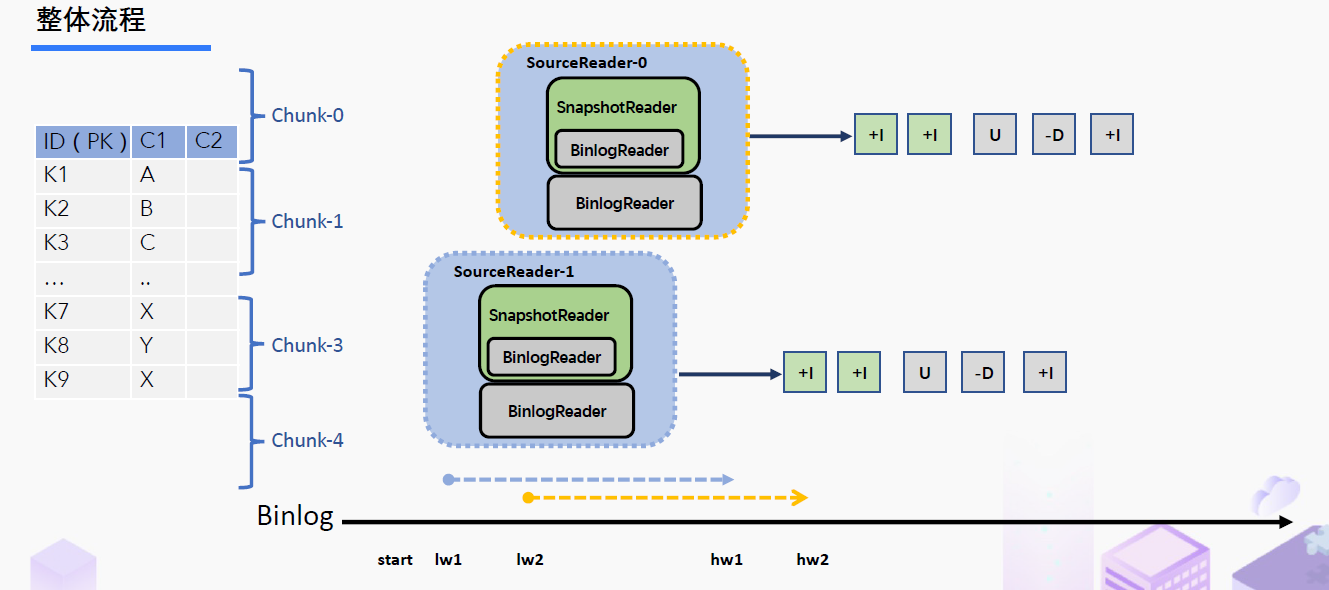 整体流程
ID ( PK ) C1 C2
K1 A
K2 B
K3 C
... ..
K7 X
K8 Y
K9 X
Chunk-0
Chunk-1
Chunk-3
Chunk-4
SourceReader-0
SnapshotReader
BinlogReader
BinlogReader
+I +I U -D +I
SourceReader-1
SnapshotReader
BinlogReader
BinlogReader
+I +I U -D +I
Binlog
start lw1 lw2 hw1 hw2